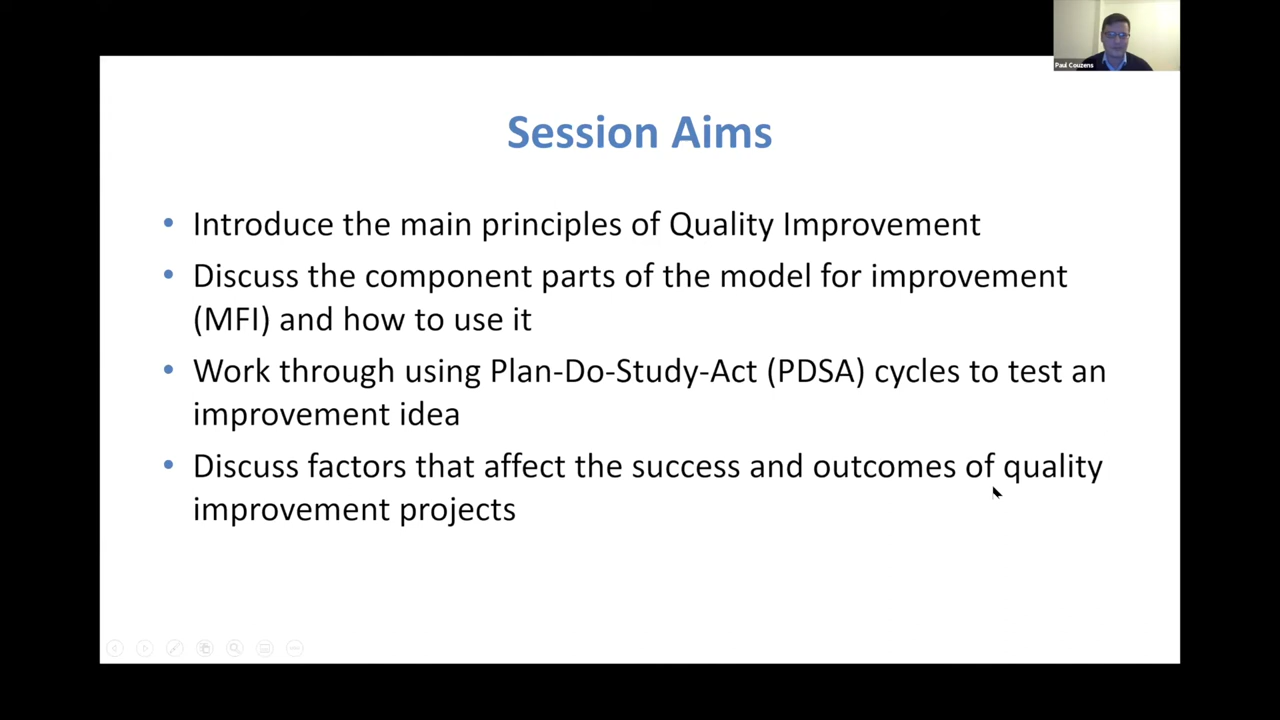 Paul Couzens
Session Aims
• Introduce the main principles of Quality Improvement
• Discuss the component parts of the model for improvement
(MFI) and how to use it
• Work through using Plan-Do-Study-Act (PDSA) cycles to test an
improvement idea
• Discuss factors that affect the success and outcomes of quality
improvement projects